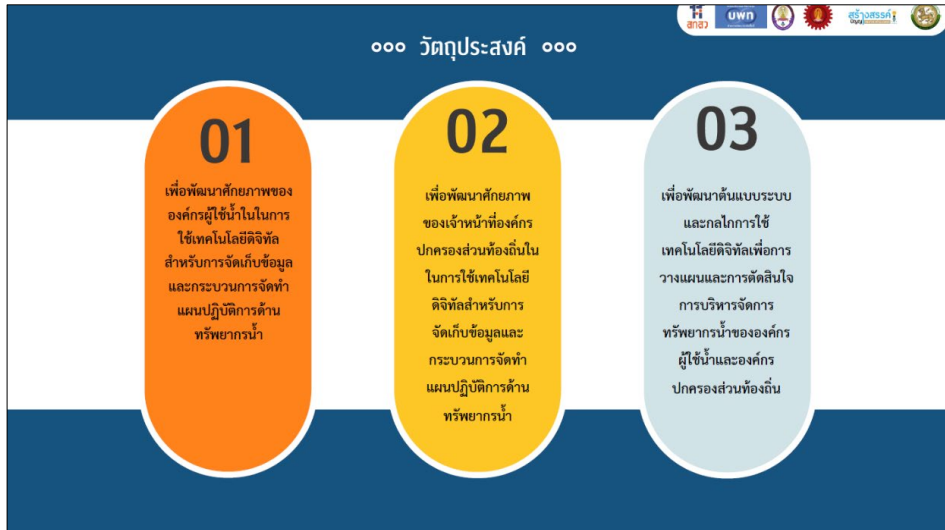 สกสว
บพท
สร้างสรรค์
ooo วัตถุประสงค์ ooo
01
เพื่อพัฒนาศักยภาพของ
องค์กรผู้ใช้น้ำในในการ
ใช้เทคโนโลยีดิจิทัล
สำหรับการจัดเก็บข้อมูล
และกระบวนการจัดทำ
แผนปฏิบัติการด้าน
ทรัพยากรน้ำ
02
เพื่อพัฒนาศักยภาพ
ของเจ้าหน้าที่องค์กร
ปกครองส่วนท้องถิ่นใน
ในการใช้เทคโนโลยี
ดิจิทัลสำหรับการ
จัดเก็บข้อมูลและ
กระบวนการจัดทำ
แผนปฏิบัติการด้าน
ทรัพยากรน้ำ
03
เพื่อพัฒนาต้นแบบระบบ
และกลไกการใช้
เทคโนโลยีดิจิทัลเพื่อการ
วางแผนและการตัดสินใจ
การบริหารจัดการ
ทรัพยากรน้ำขององค์กร
ผู้ใช้น้ำและองค์กร
ปกครองส่วนท้องถิ่น